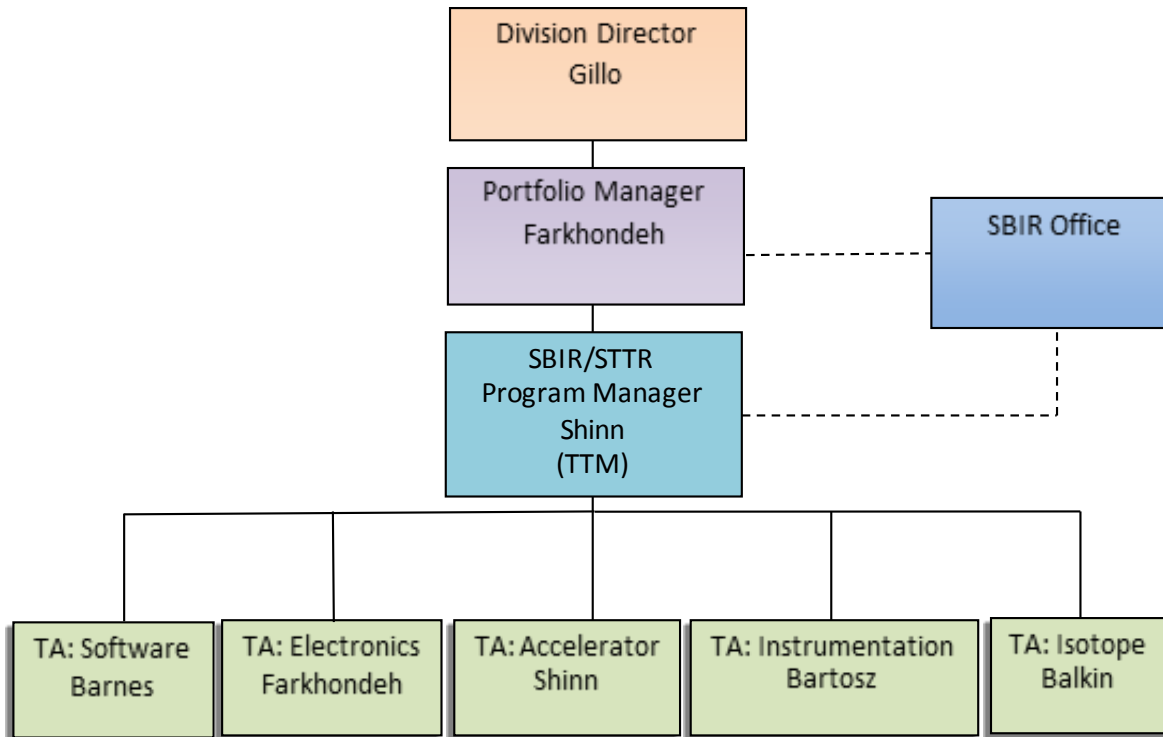 Division Director
Gillo
Portfolio Manager
Farkhondeh
SBIR Office
SBIR/STTR
Program Manager
Shinn
(TTM)
TA: Software
Barnes
TA: Electronics
Farkhondeh
TA: Accelerator
Shinn
TA: Instrumentation
Bartosz
TA: Isotope
Balkin